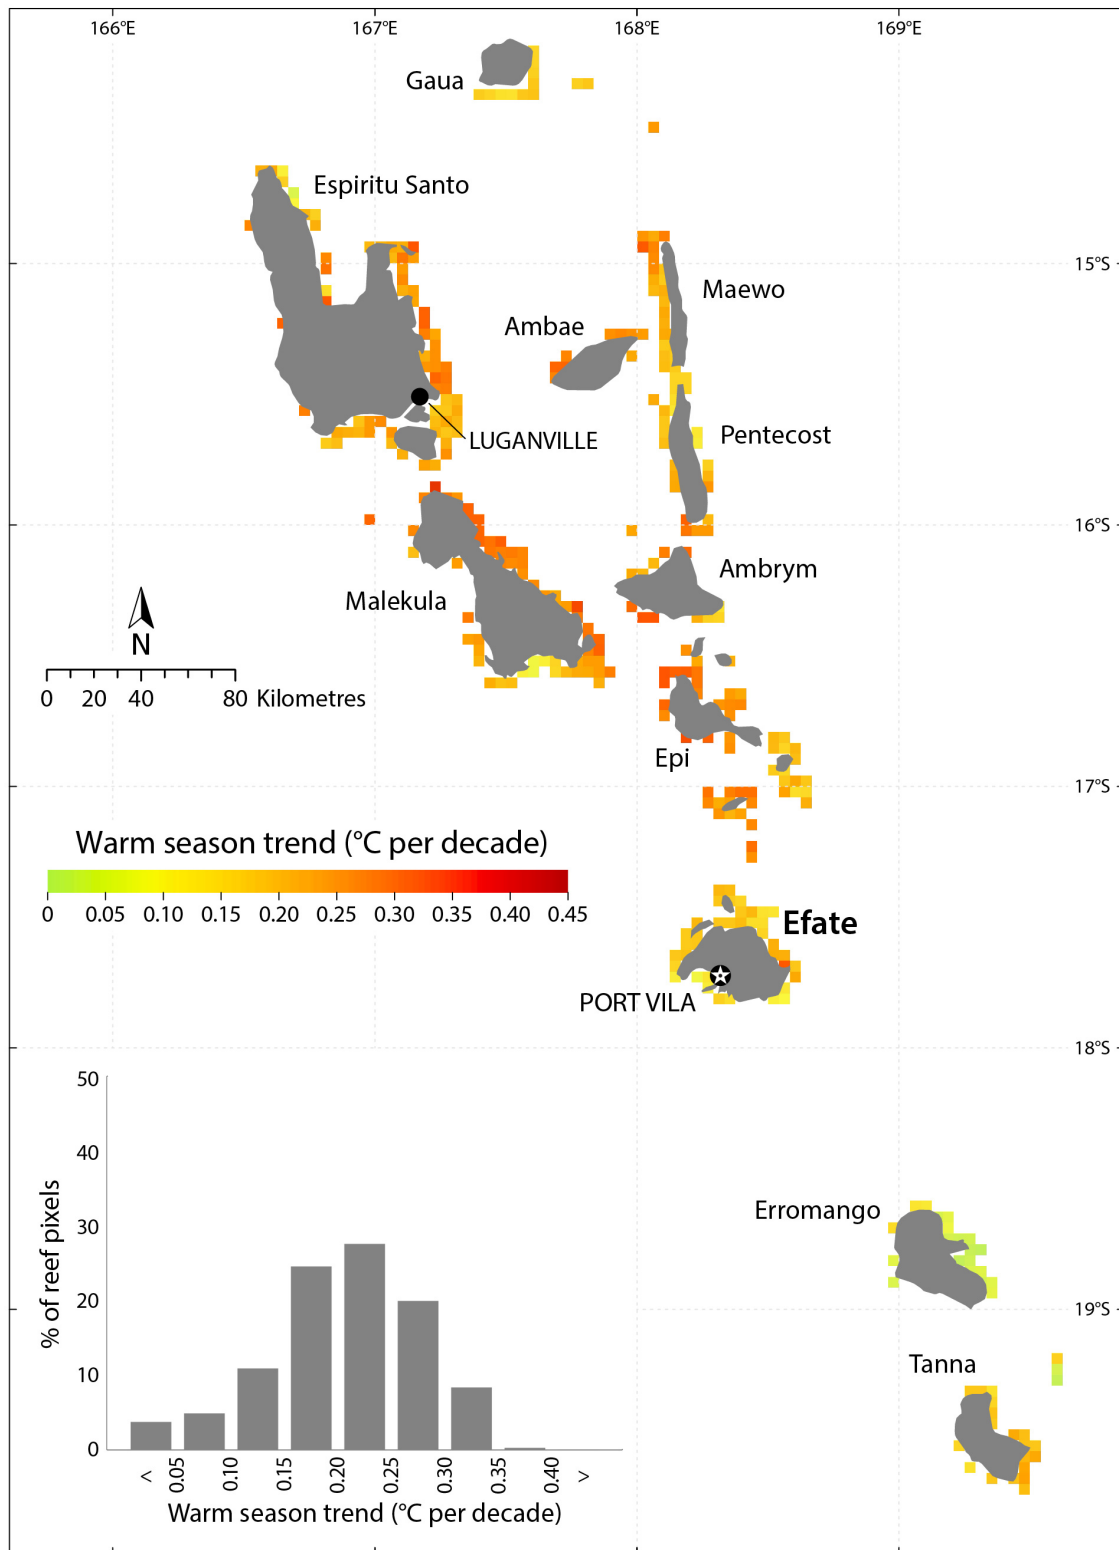 166°E 167°E 168°E 169°E
Gaua
Espiritu Santo
15°S
Maewo
Ambae
Pentecost
LUGANVILLE
16°S
Ambrym
Malekula
N
0 20 40 80 Kilometres
Epi
17°S
Warm season trend (°C per decade)
0 0.05 0.10 0.15 0.20 0.25 0.30 0.35 0.40 0.45
Efate
PORT VILA
18°S
50
40
30
20
10
0
% of reef pixels
< 0.05 0.10 0.15 0.20 0.25 0.30 0.35 0.40 >
Warm season trend (°C per decade)
Erromango
19°S
Tanna